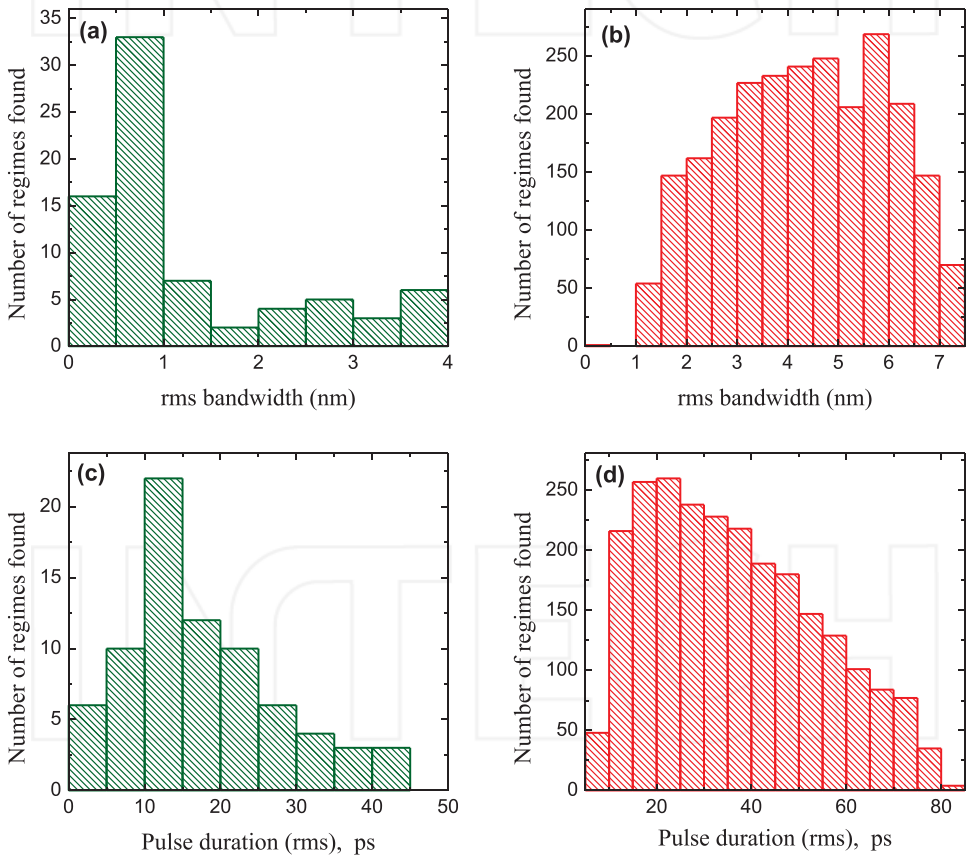 (a)
Number of regimes found
35
30
25
20
15
10
5
0
0 1 2 3 4
rms bandwidth (nm)
(b)
Number of regimes found
250
200
150
100
50
0
0 1 2 3 4 5 6 7
rms bandwidth (nm)
(c)
Number of regimes found
20
15
10
5
0
0 10 20 30 40 50
Pulse duration (rms), ps
(d)
Number of regimes found
250
200
150
100
50
0
20 40 60 80
Pulse duration (rms), ps